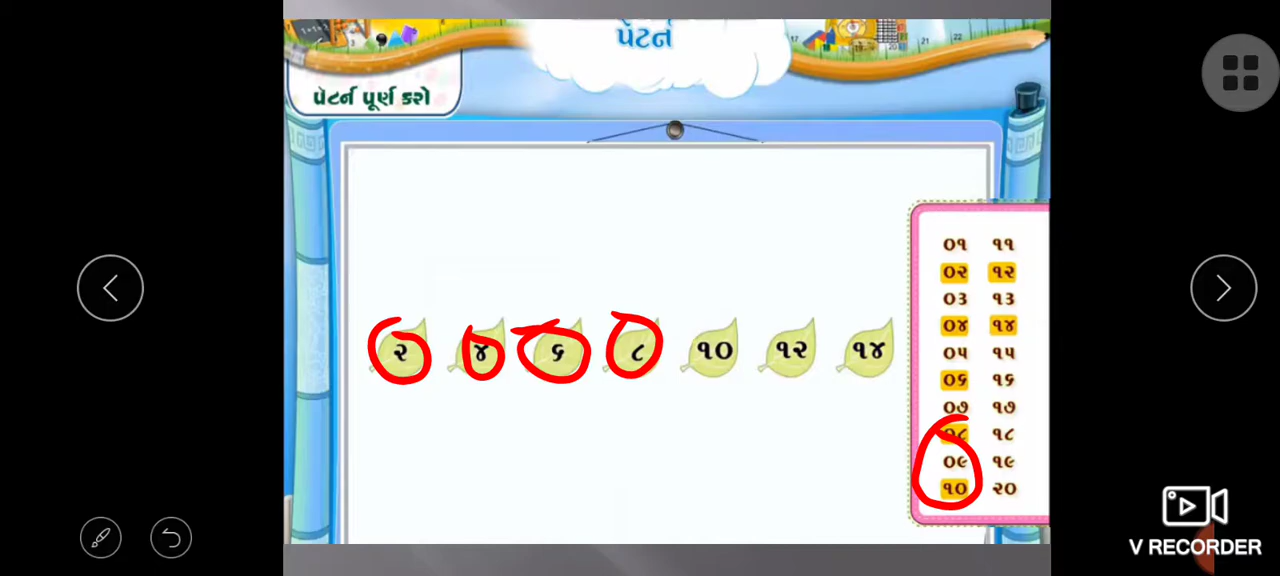 પેટર્ન
પેટર્ન પૂર્ણ કરો
૨ ૪ ૬ ૮ ૧૦ ૧૨ ૧૪
૦૧ ૧૧
૦૨ ૧૨
૦૩ ૧૩
૦૪ ૧૪
૦૫ ૧૫
૦૬ ૧૬
૦૭ ૧૭
૦૮ ૧૮
૦૯ ૧૯
૧૦ ૨૦
V RECORDER